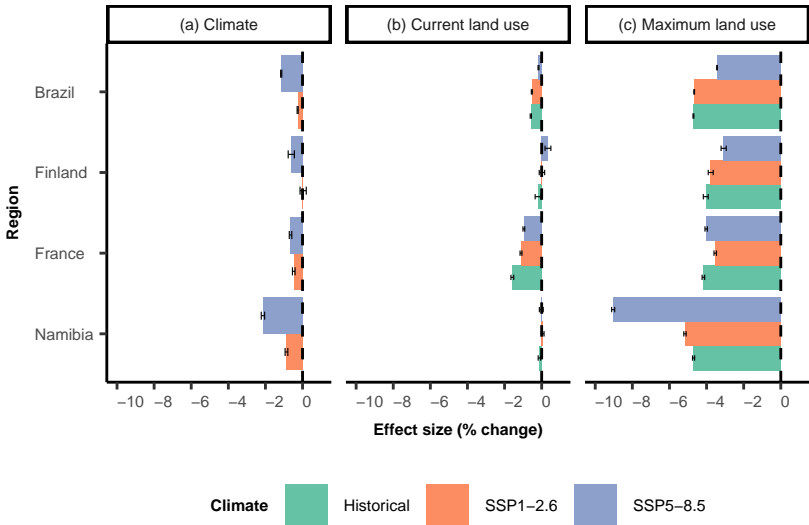 (a) Climate
(b) Current land use
(c) Maximum land use
Region
Brazil
Finland
France
Namibia
−10 −8 −6 −4 −2 0
−10 −8 −6 −4 −2 0
−10 −8 −6 −4 −2 0
Effect size (% change)
Climate
Historical
SSP1−2.6
SSP5−8.5